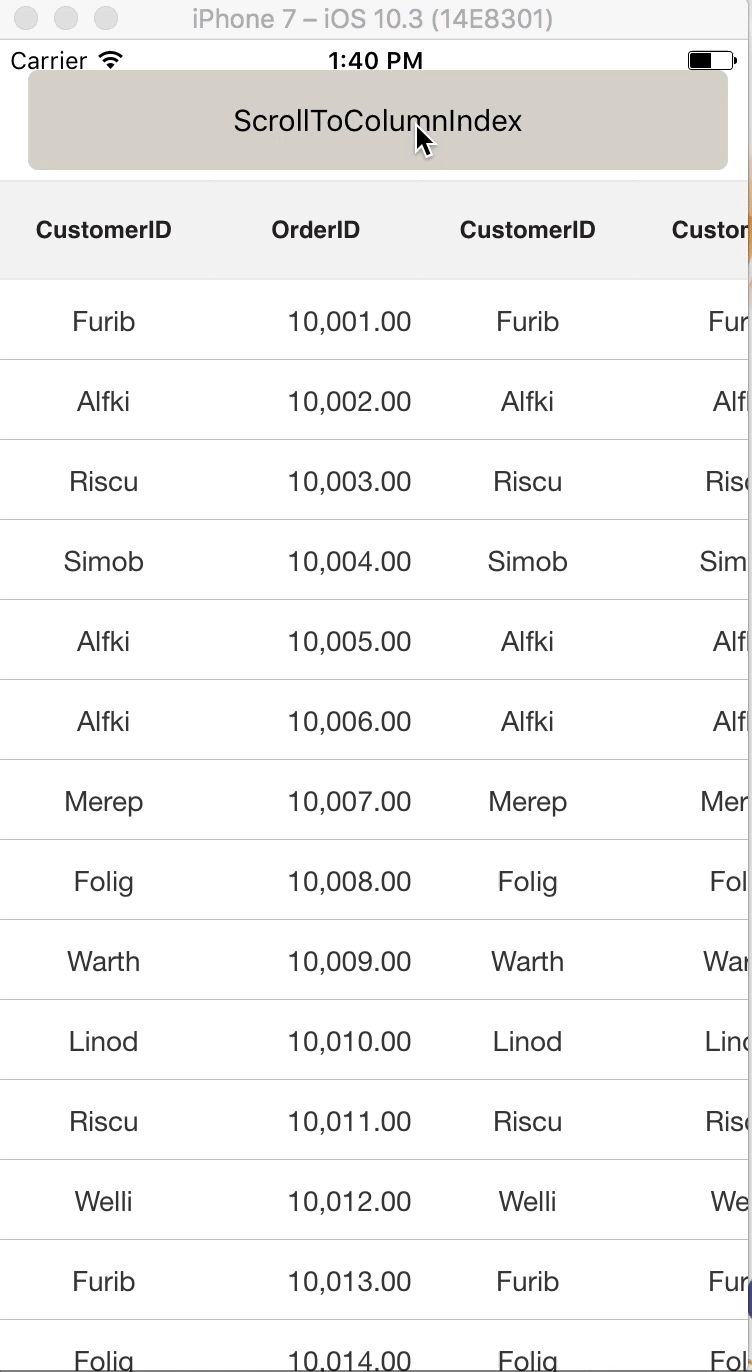 iPhone 7 – iOS 10.3 (14E8301)
Carrier 1:40 PM
ScrollToColumnIndex
CustomerID OrderID CustomerID Custor
Furib 10,001.00 Furib Fur
Alfki 10,002.00 Alfki Alf
Riscu 10,003.00 Riscu Risc
Simob 10,004.00 Simob Sim
Alfki 10,005.00 Alfki Alf
Alfki 10,006.00 Alfki Alf
Merep 10,007.00 Merep Mer
Folig 10,008.00 Folig Fol
Warth 10,009.00 Warth War
Linod 10,010.00 Linod Lino
Riscu 10,011.00 Riscu Risc
Welli 10,012.00 Welli We
Furib 10,013.00 Furib Fur
Folig 10,014.00 Folig Fol